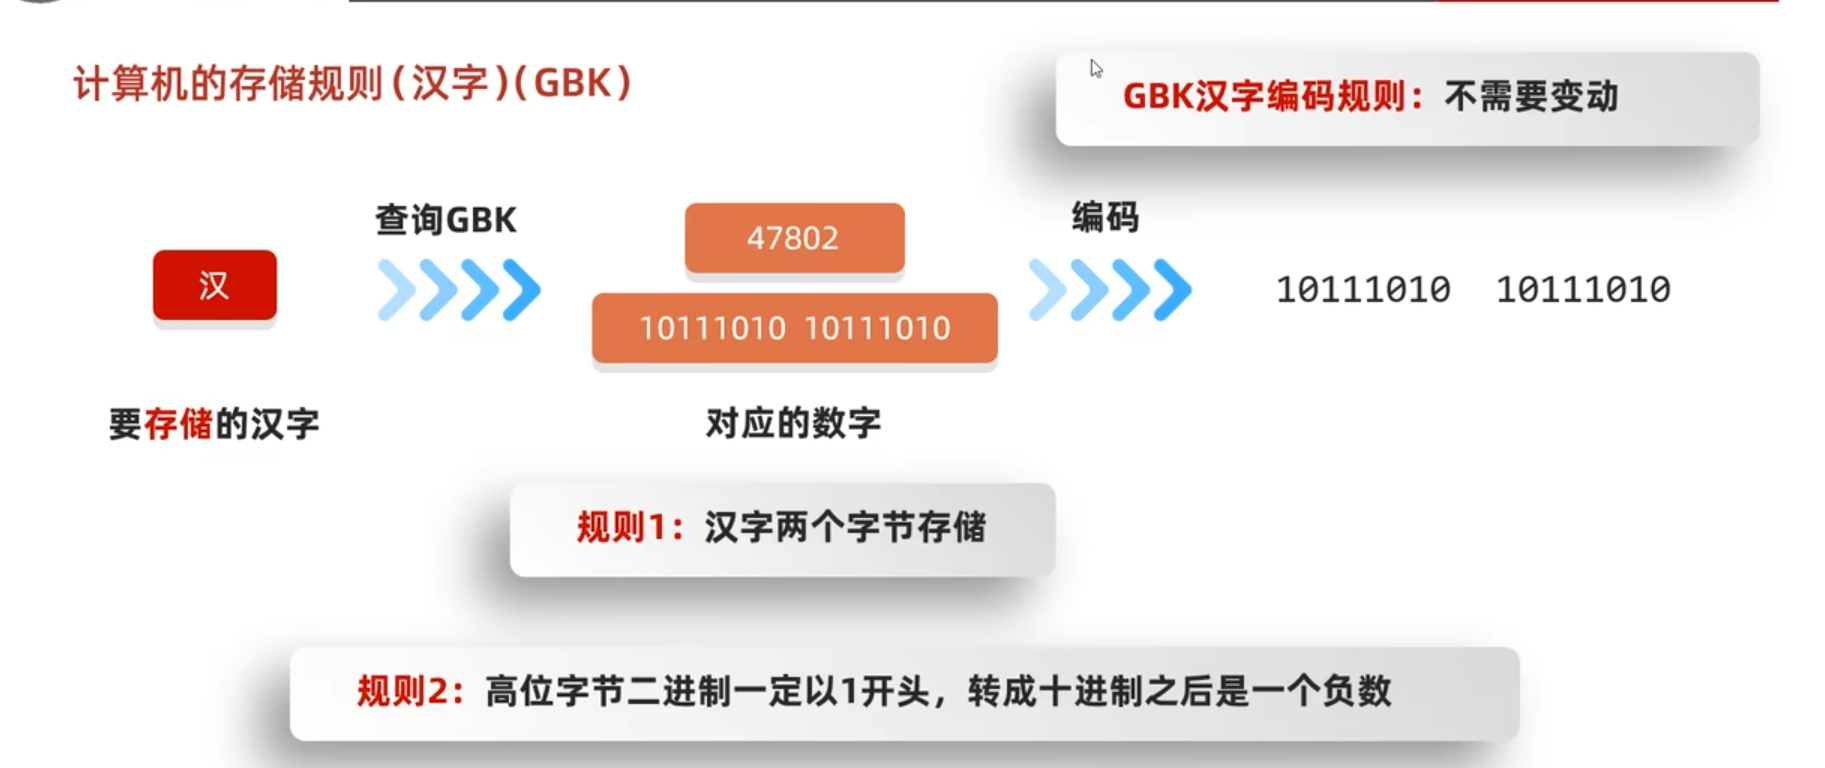 计算机的存储规则(汉字)(GBK)
GBK汉字编码规则：不需要变动
查询GBK
编码
汉
47802
10111010 10111010
10111010 10111010
要存储的汉字
对应的数字
规则1：汉字两个字节存储
规则2：高位字节二进制一定以1开头，转成十进制之后是一个负数